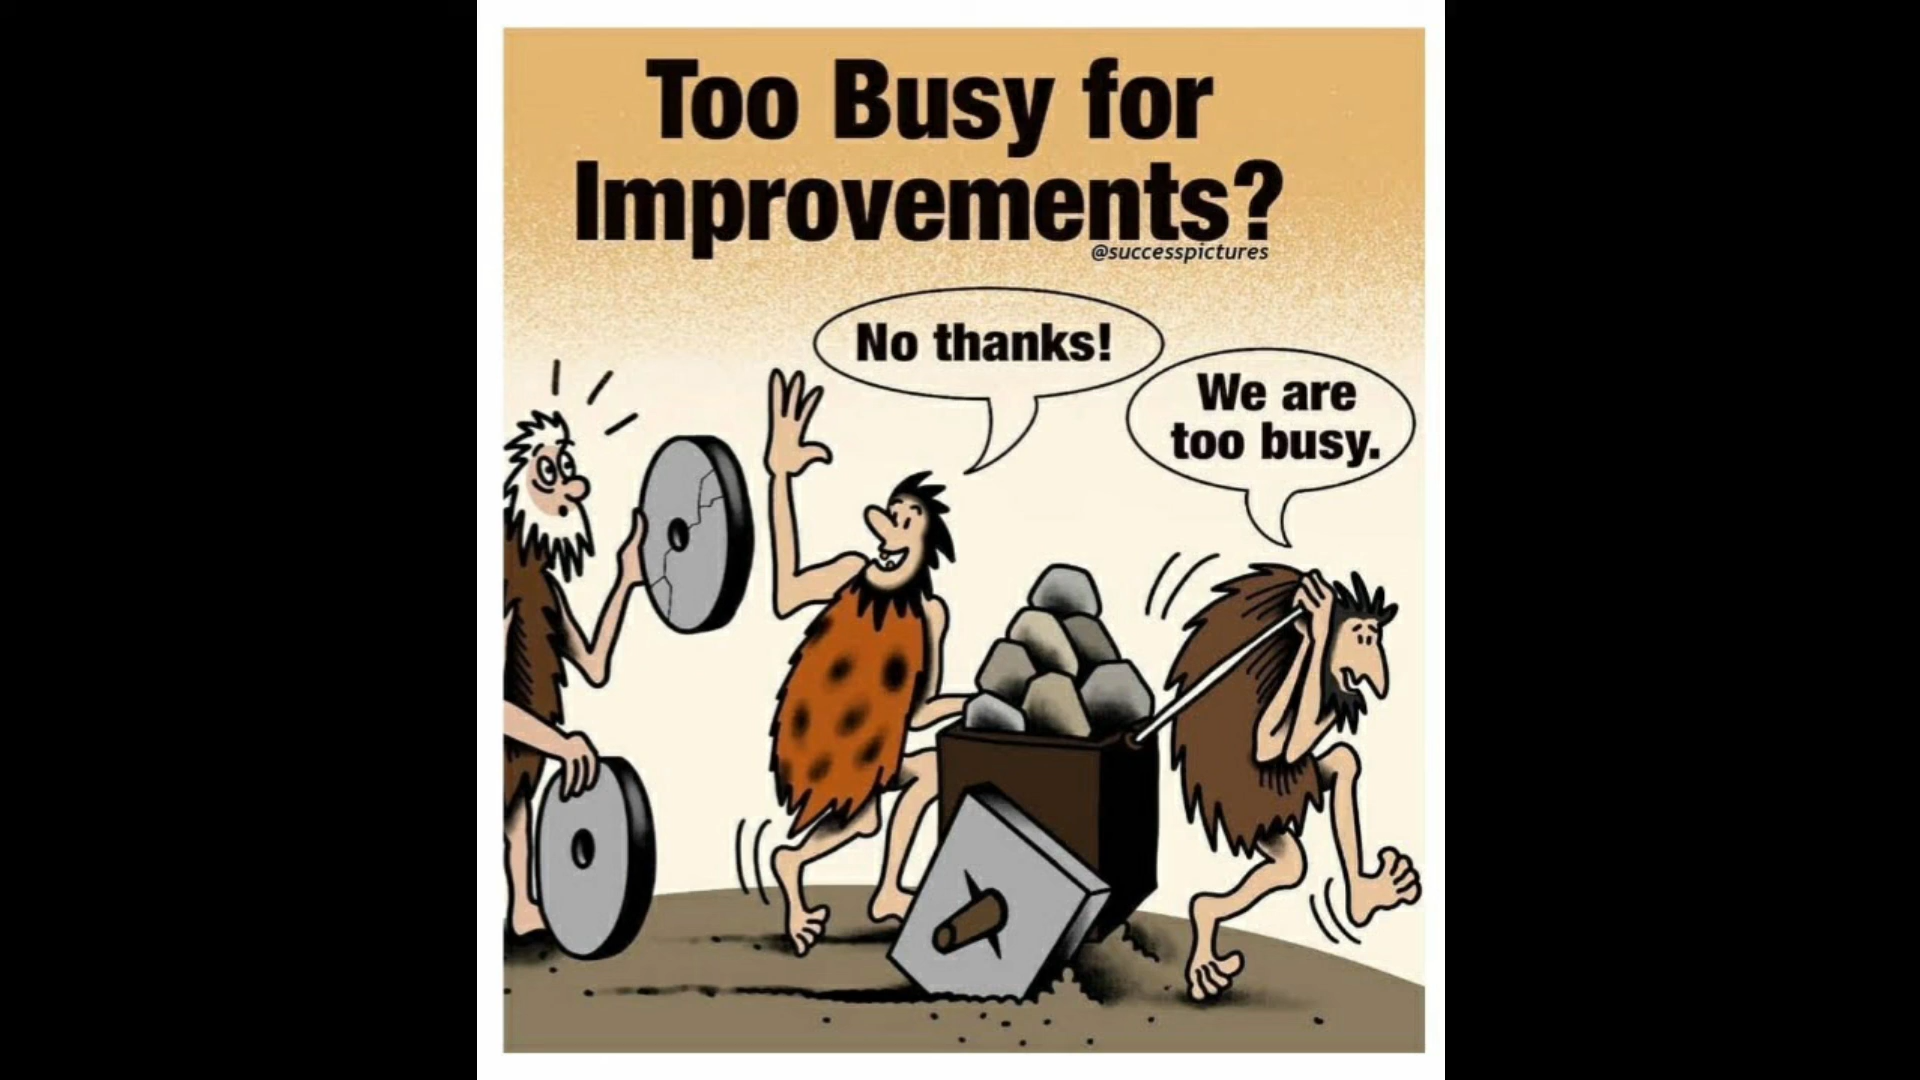 Too Busy for
Improvements?
@successpictures
No thanks!
We are
too busy.